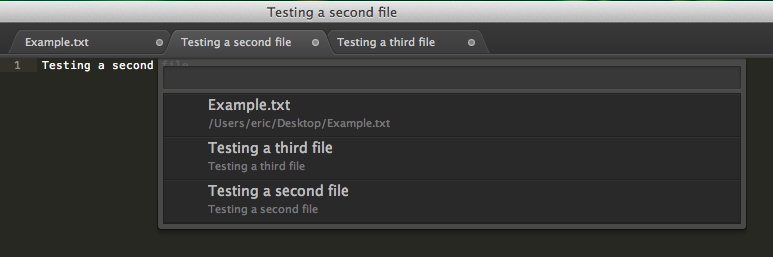 Testing a second file
Example.txt Testing a second file Testing a third file
1 Testing a second file
Example.txt
/Users/eric/Desktop/Example.txt
Testing a third file
Testing a third file
Testing a second file
Testing a second file